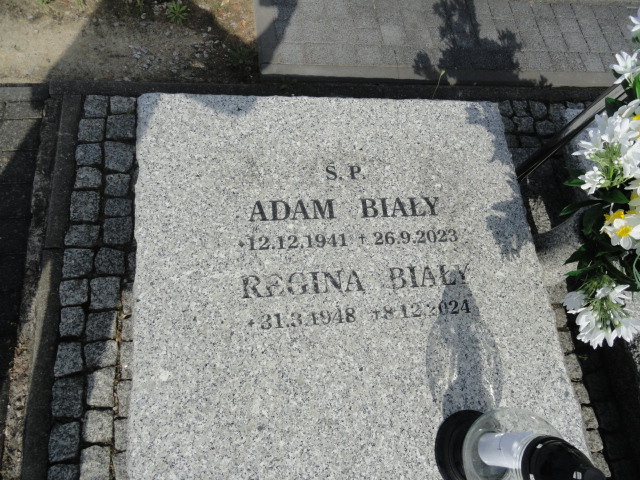 Ś. P.
ADAM BIAŁY
*12.12.1941 †26.9.2023
REGINA BIAŁY
*31.3.1948 †8.12.2024